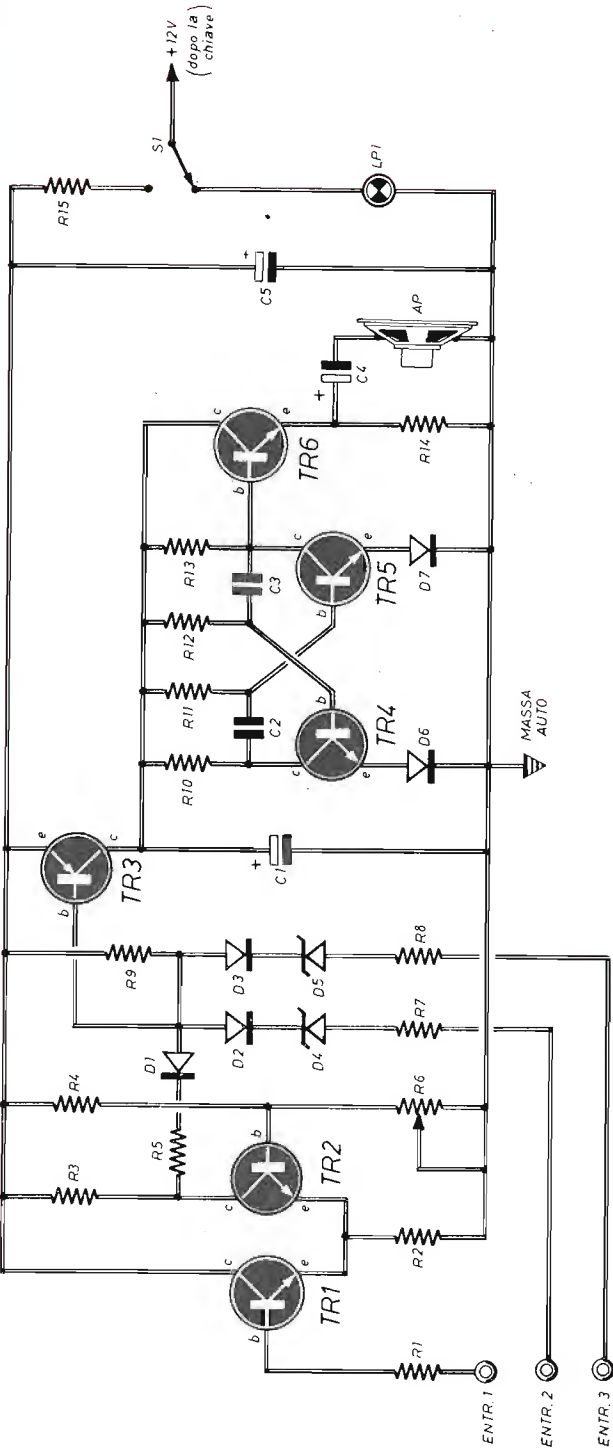 +12V
(dopo la
chiave)
S1
R15
LP1
C5
+
AP
C4
+
c
b
e
TR6
R14
R13
R12
R11
R10
C3
C2
c
b
e
TR5
D7
c
b
e
TR4
D6
MASSA
AUTO
e
b
c
TR3
+
C1
R9
D3
D5
R8
D2
D4
R7
D1
R4
R3
R5
R6
b
c
e
TR2
c
e
b
TR1
R2
R1
ENTR. 1
ENTR. 2
ENTR. 3